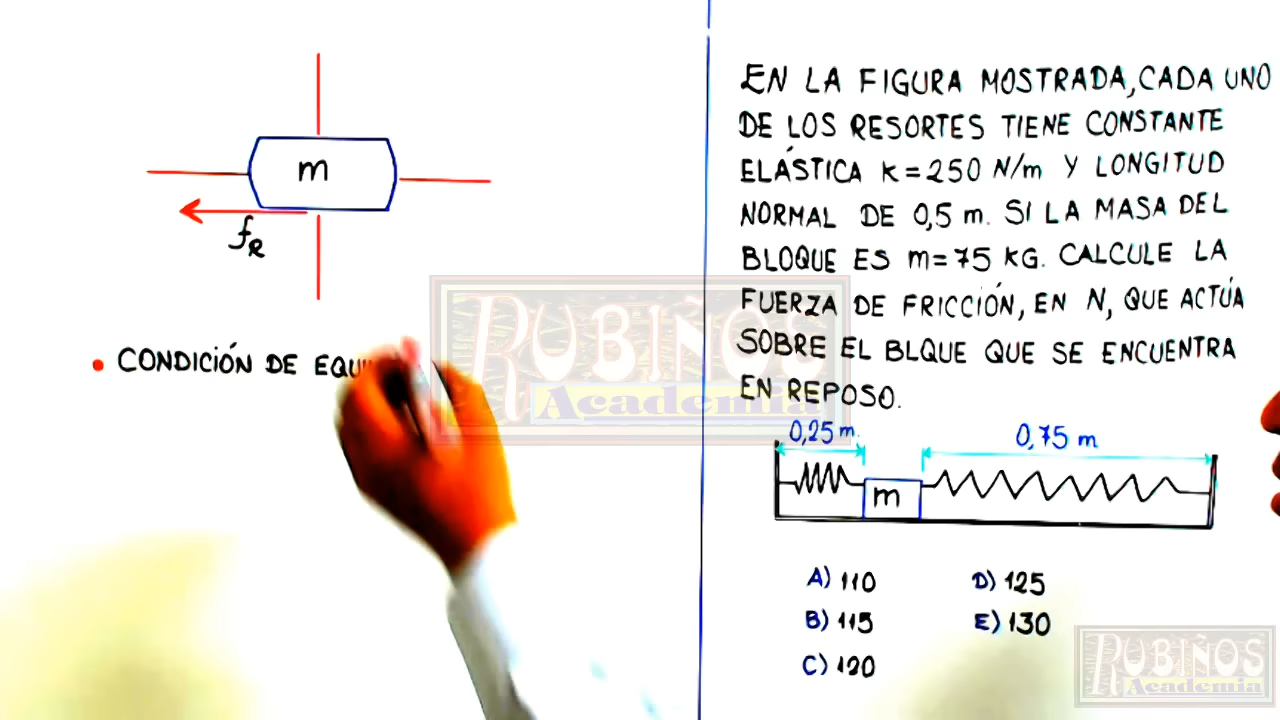 m
fR
• CONDICIÓN DE EQUI
EN LA FIGURA MOSTRADA, CADA UNO
DE LOS RESORTES TIENE CONSTANTE
ELÁSTICA K=250 N/m Y LONGITUD
NORMAL DE 0,5 m. SI LA MASA DEL
BLOQUE ES m=75 KG. CALCULE LA
FUERZA DE FRICCIÓN, EN N, QUE ACTÚA
SOBRE EL BLQUE QUE SE ENCUENTRA
EN REPOSO.
0,25 m. 0,75 m
m
A) 110 D) 125
B) 115 E) 130
C) 120
RUBIÑOS
Academia
RUBIÑOS
Academia